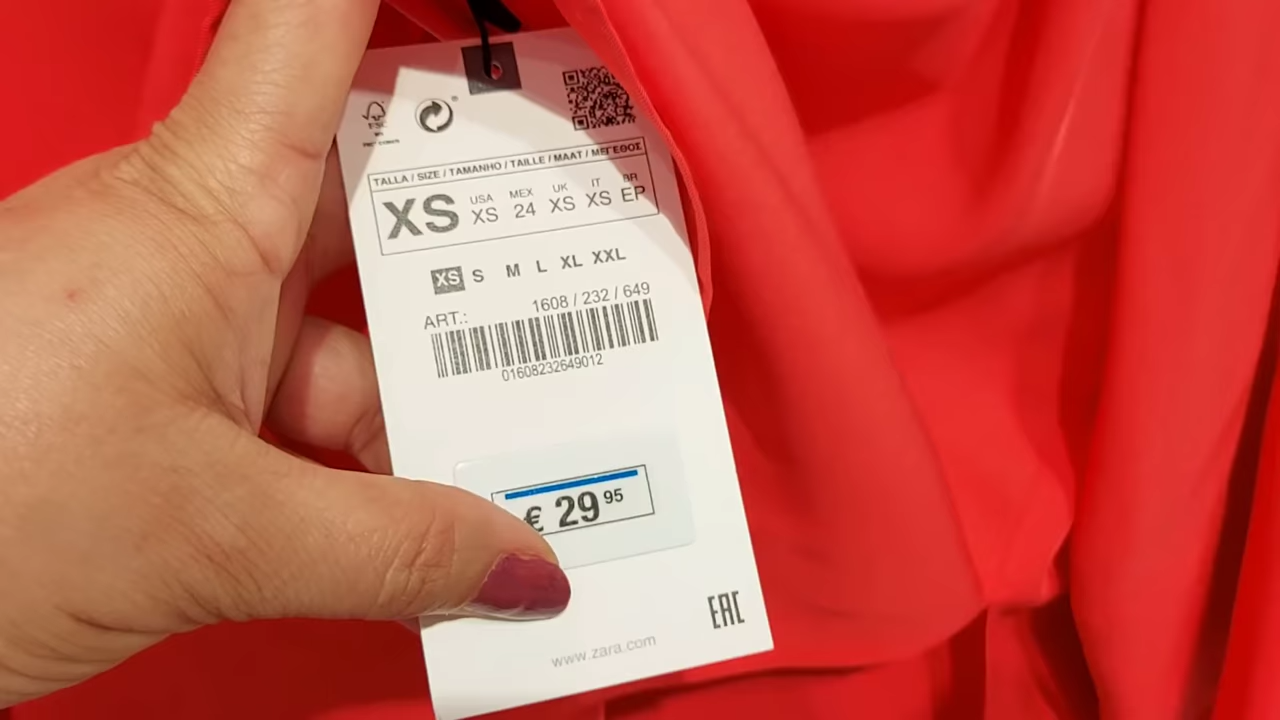 TALLA / SIZE / TAMANHO / TAILLE / MAAT / ΜΕΓΕΘΟΣ
XS USA XS MEX 24 UK XS IT XS BR EP
XS S M L XL XXL
ART.: 1608 / 232 / 649
01608232649012
€ 29 95
EAC
www.zara.com